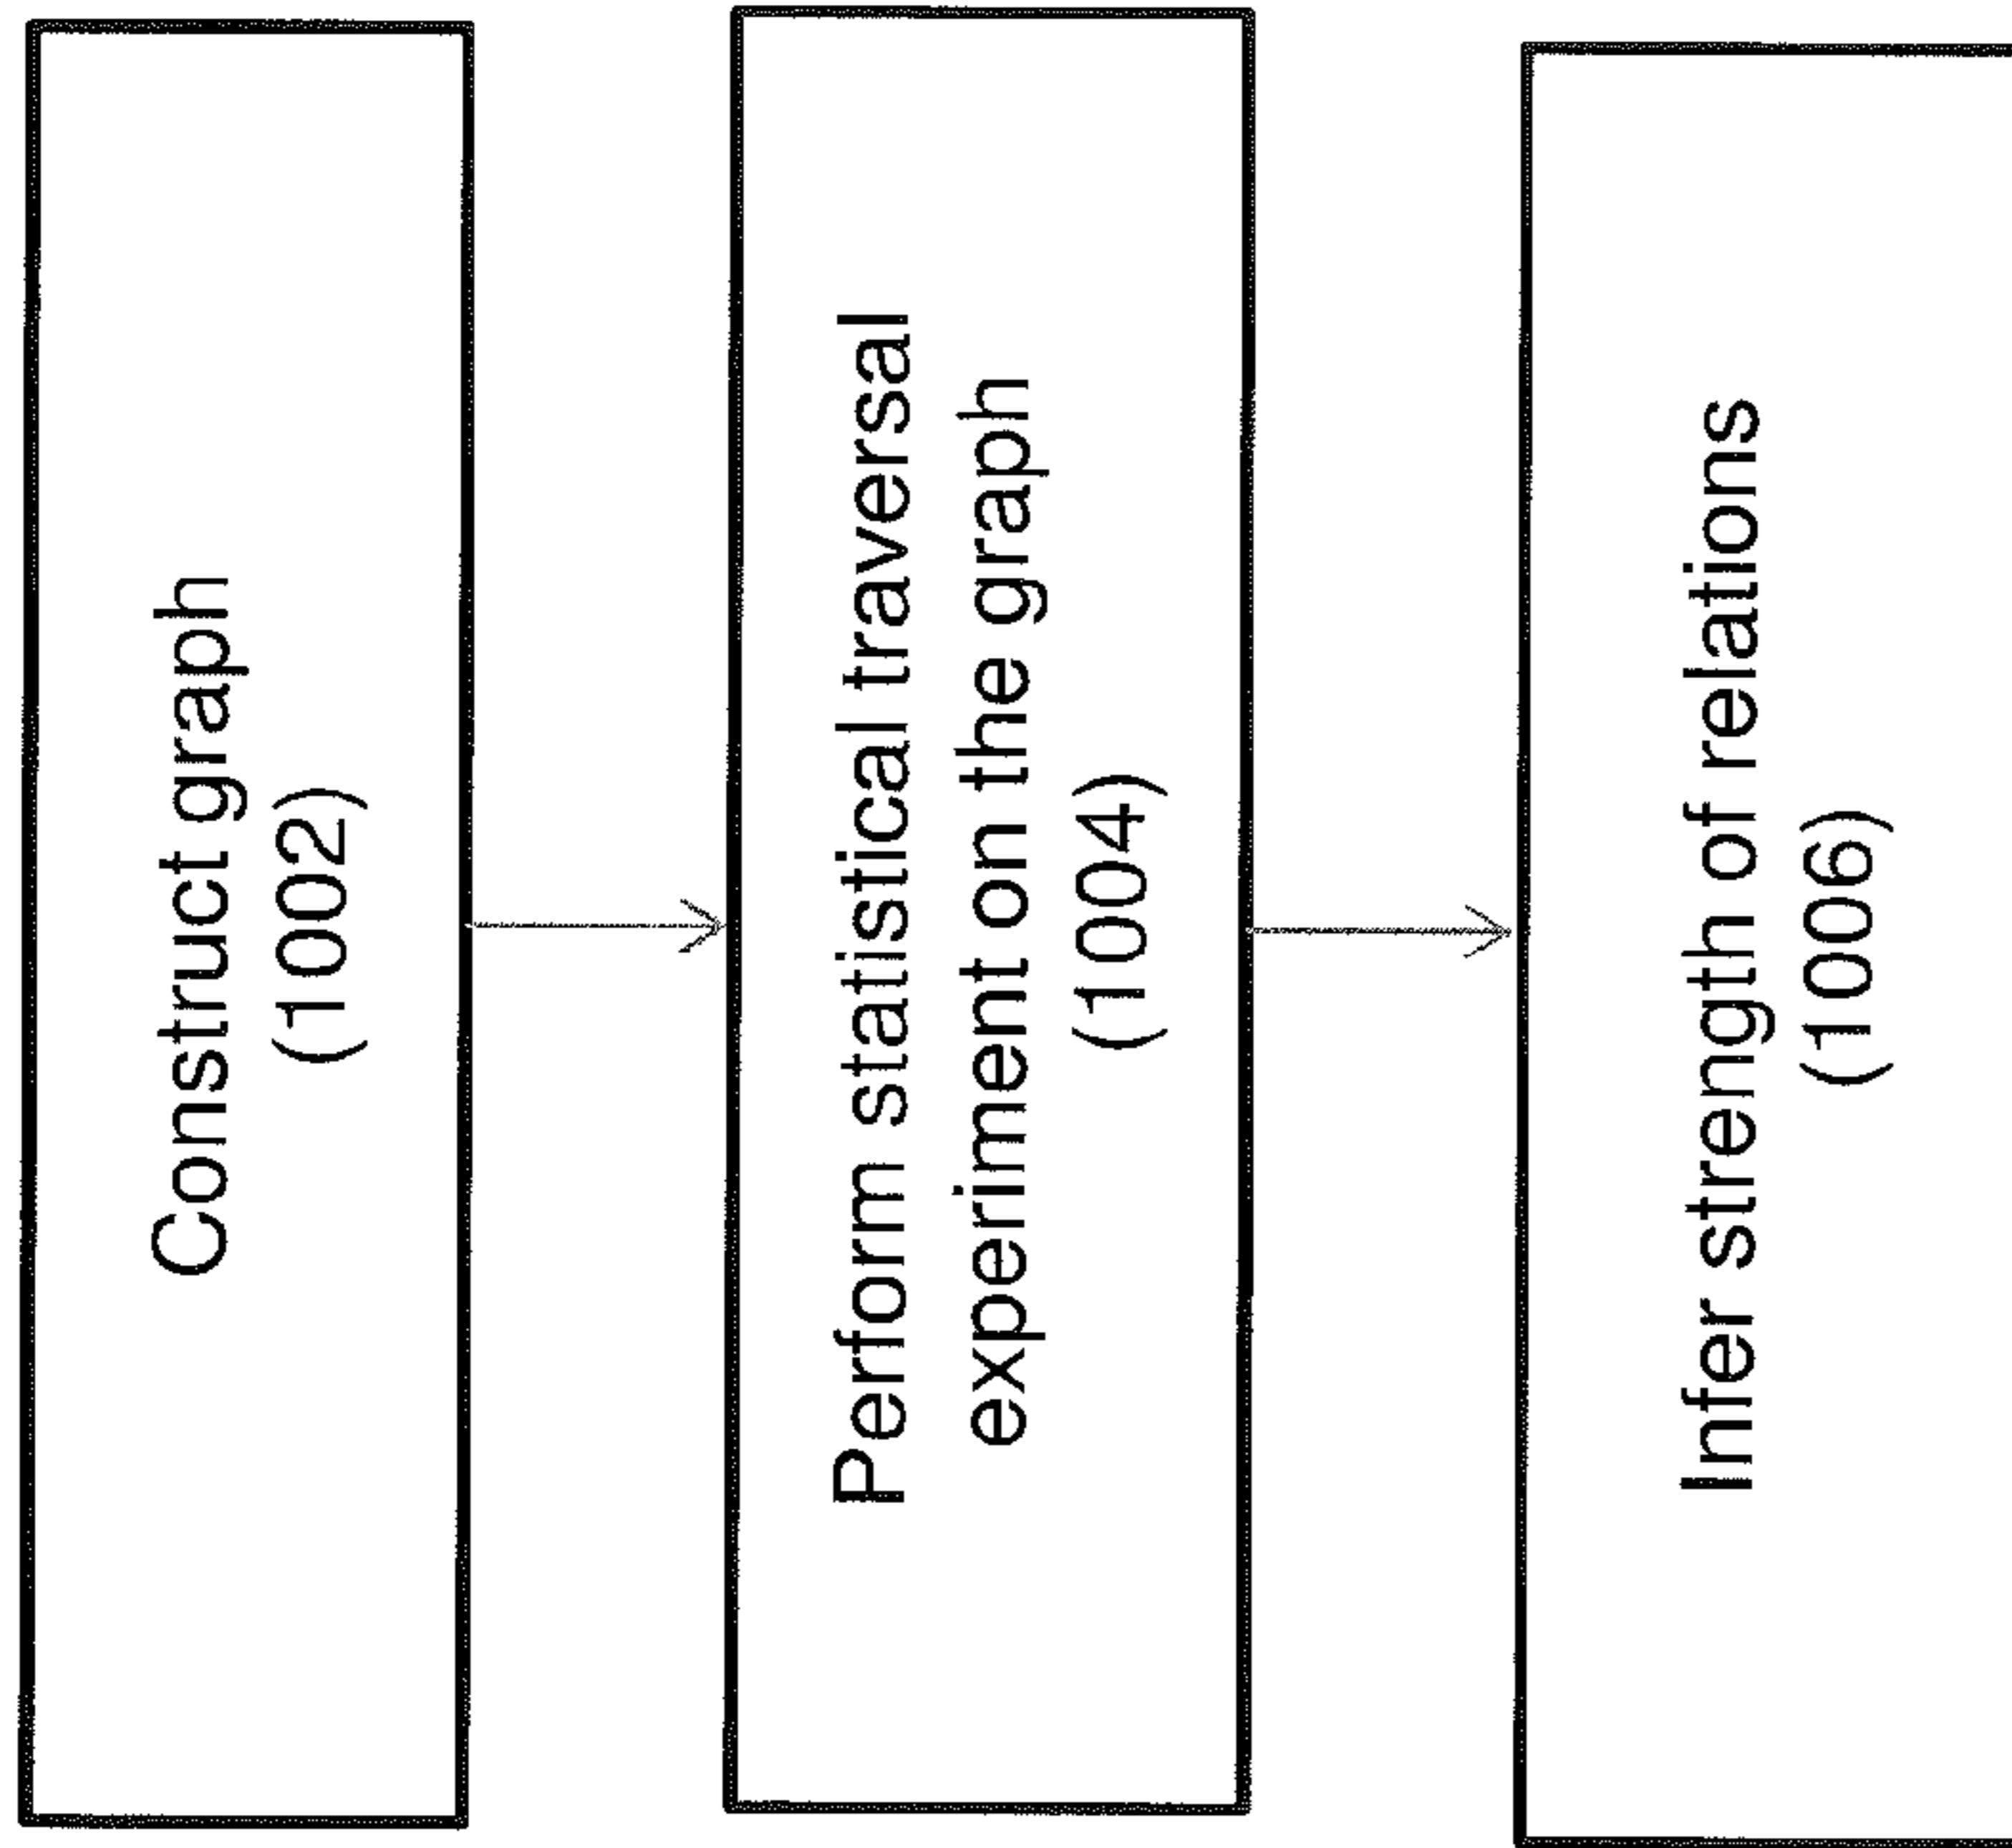 Construct graph
(1002)
Perform statistical traversal
experiment on the graph
(1004)
Infer strength of relations
(1006)